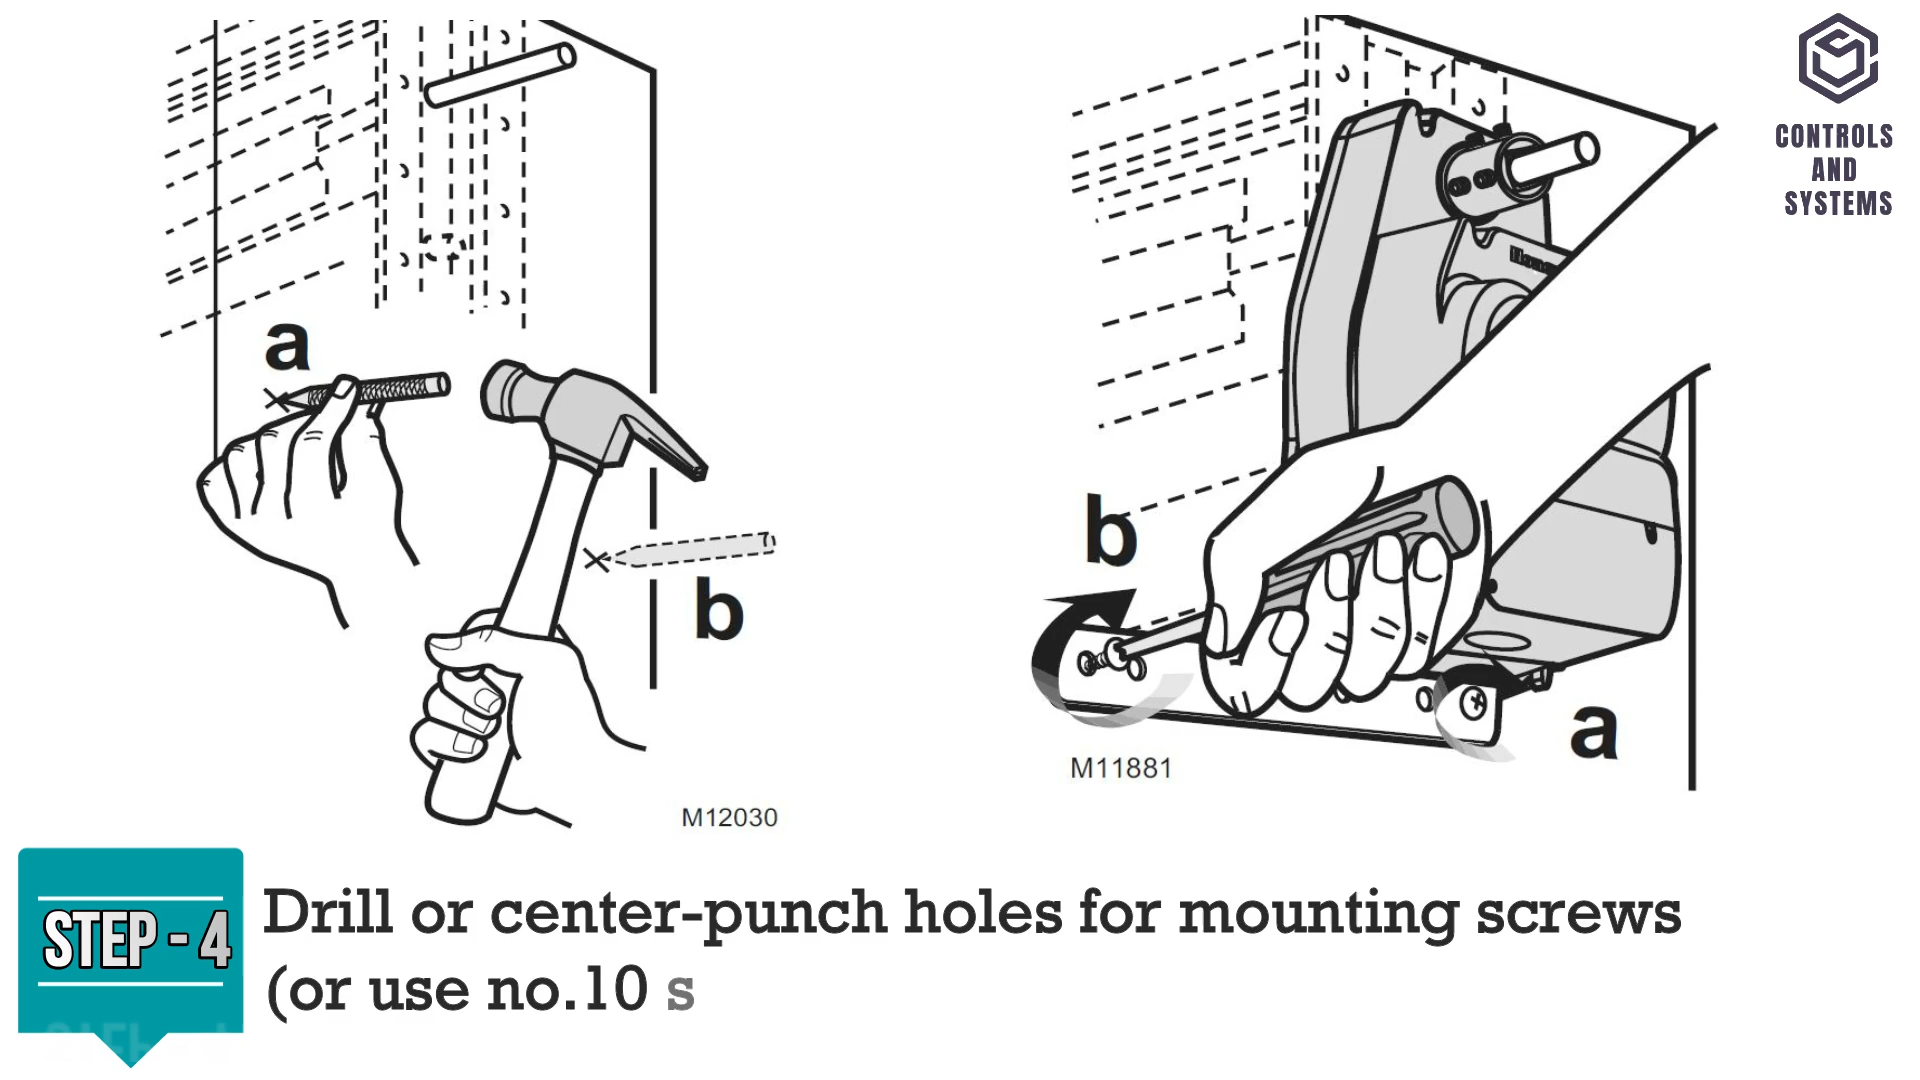 CONTROLS
AND
SYSTEMS
a
b
M12030
b
a
M11881
STEP - 4
Drill or center-punch holes for mounting screws
(or use no.10 s